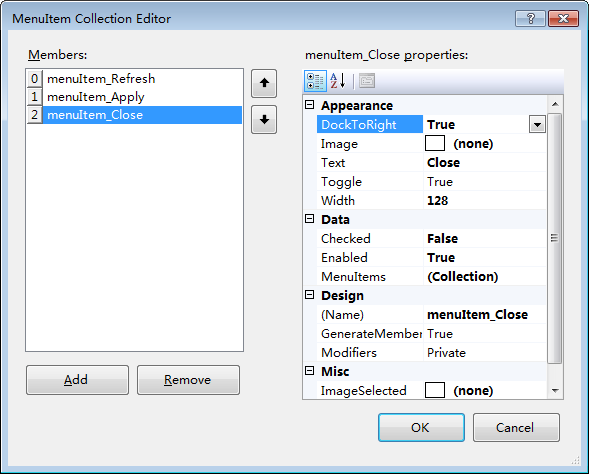 MenuItem Collection Editor
Members:
0 menuItem_Refresh
1 menuItem_Apply
2 menuItem_Close
Add Remove
menuItem_Close properties:
Appearance
DockToRight True
Image (none)
Text Close
Toggle True
Width 128
Data
Checked False
Enabled True
MenuItems (Collection)
Design
(Name) menuItem_Close
GenerateMember True
Modifiers Private
Misc
ImageSelected (none)
OK Cancel